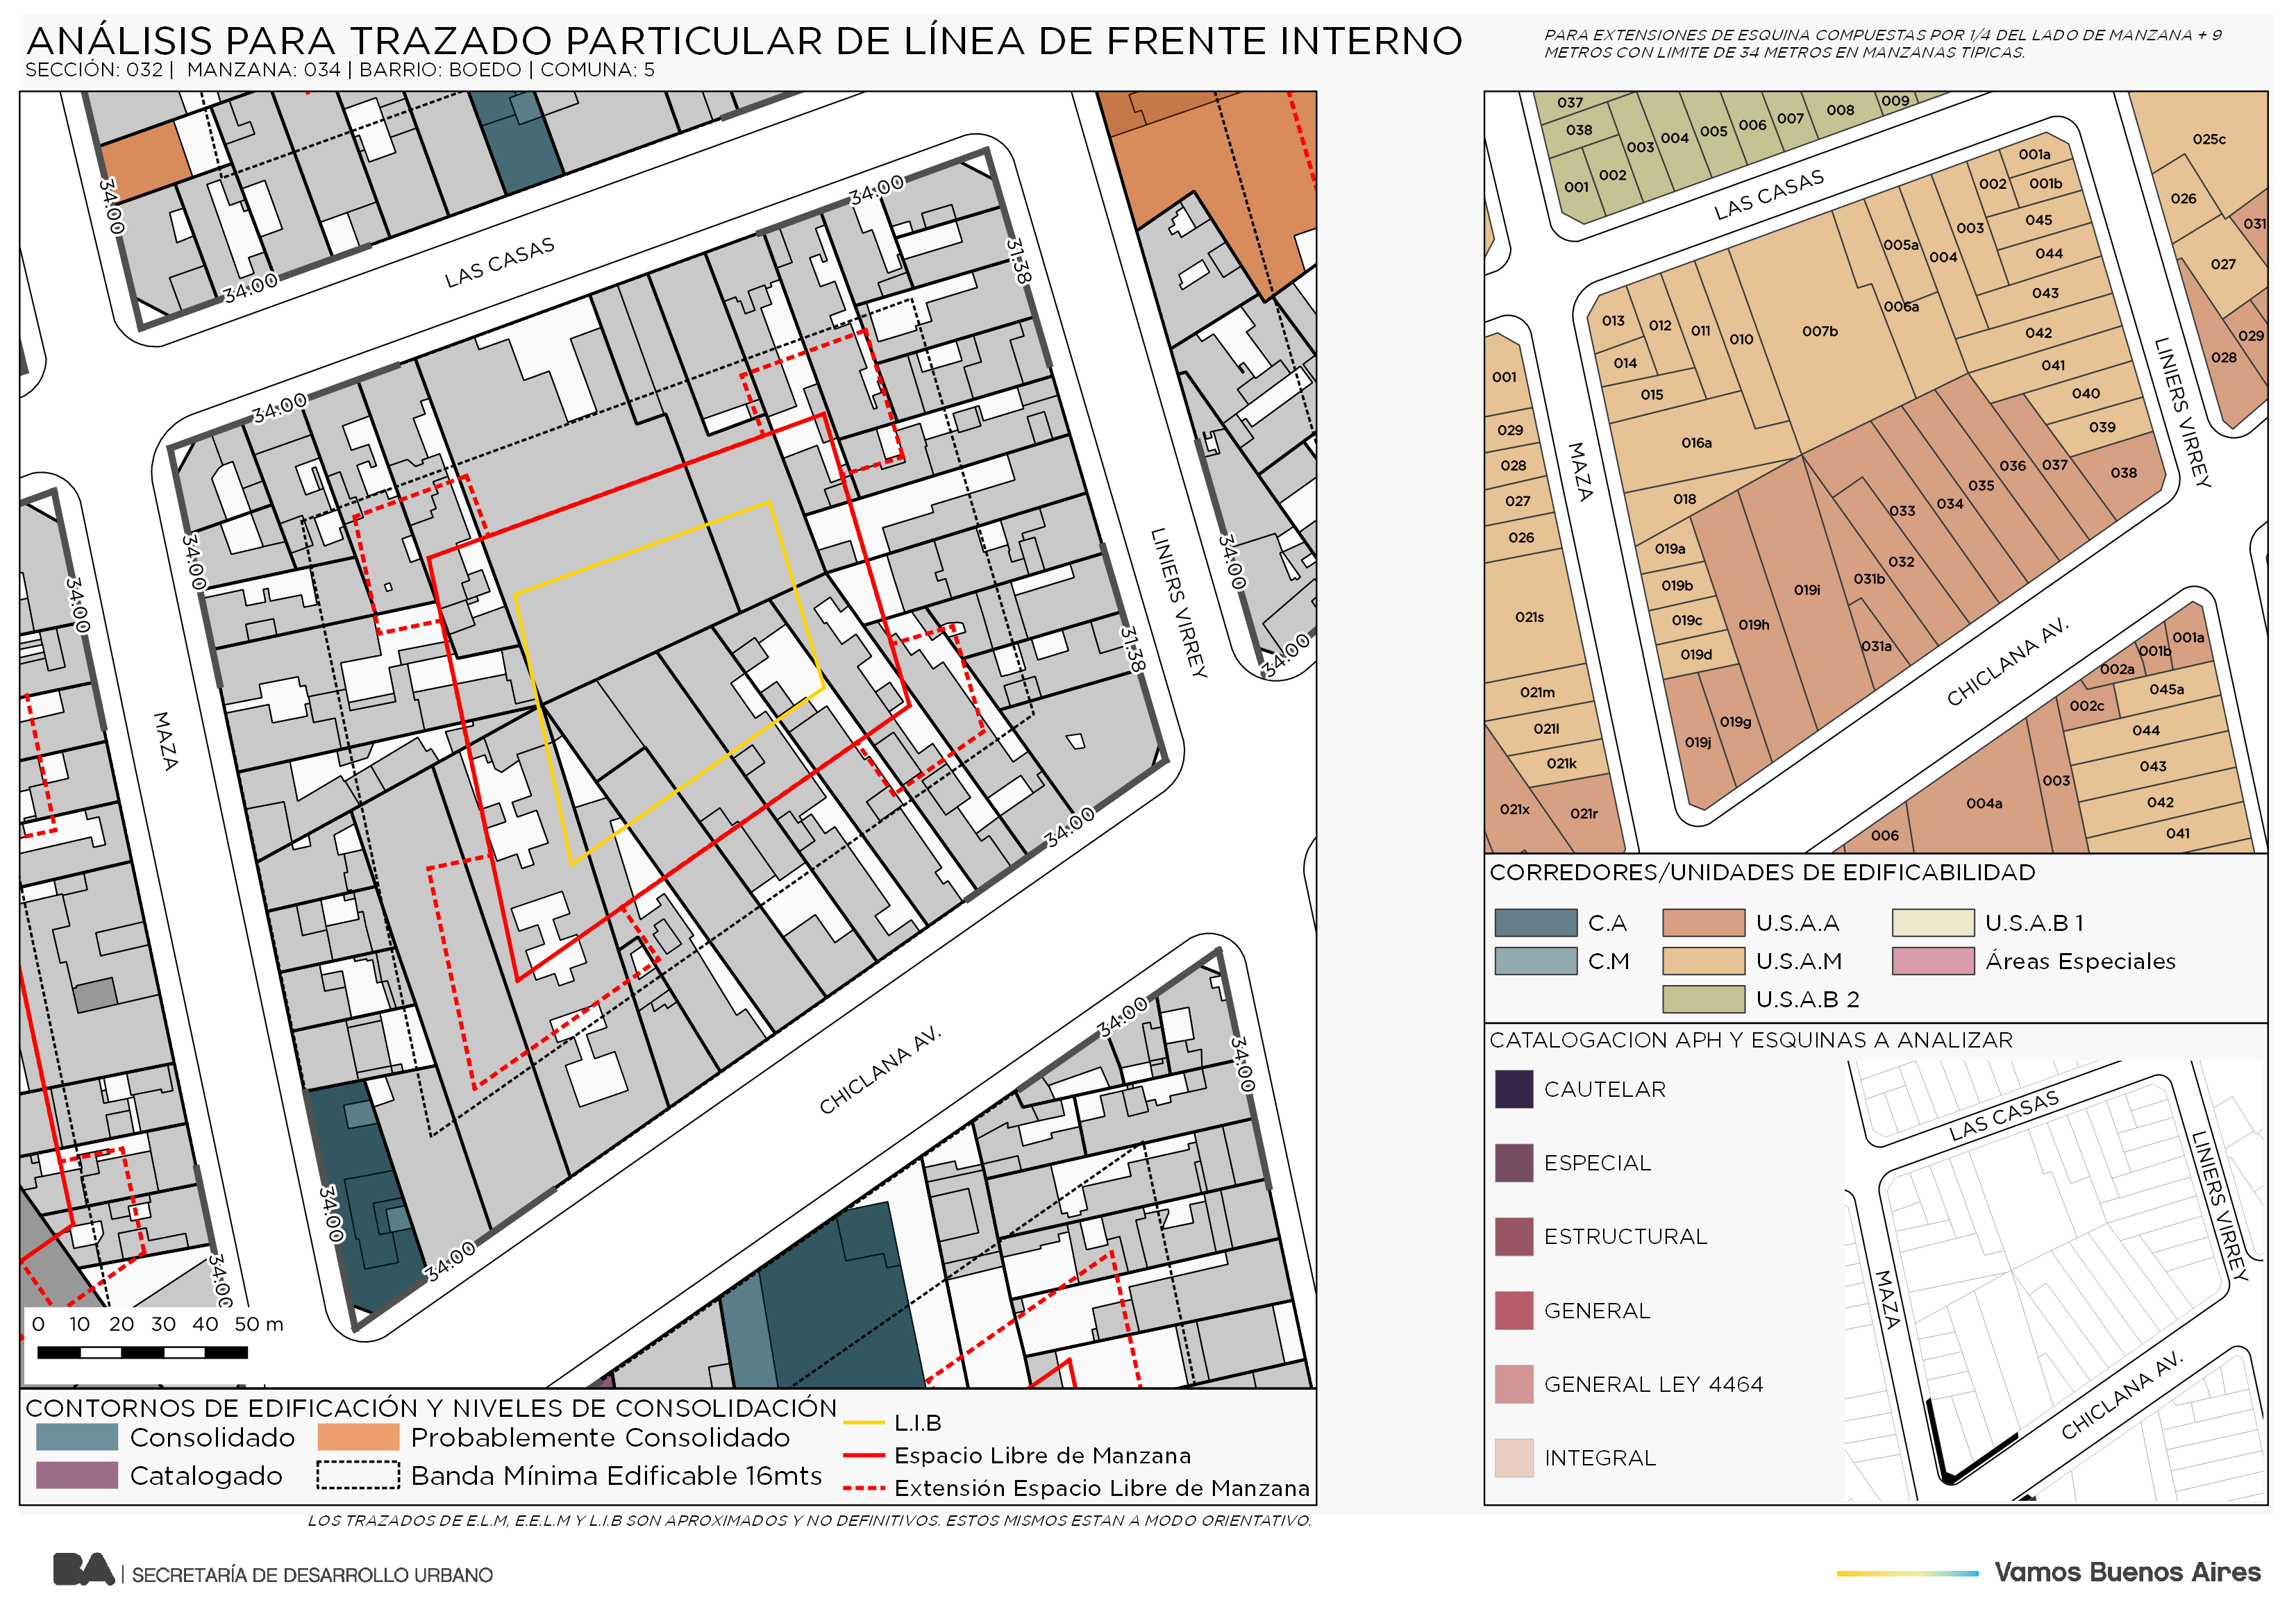 ANÁLISIS PARA TRAZADO PARTICULAR DE LÍNEA DE FRENTE INTERNO
SECCIÓN: 032 | MANZANA: 034 | BARRIO: BOEDO | COMUNA: 5
PARA EXTENSIONES DE ESQUINA COMPUESTAS POR 1/4 DEL LADO DE MANZANA + 9
METROS CON LIMITE DE 34 METROS EN MANZANAS TIPICAS.
34.00
34.00
LAS CASAS
34.00
31.38
34.00
34.00
34.00
MAZA
LINIERS VIRREY
34.00
34.00
31.38
34.00
34.00
34.00
CHICLANA AV.
34.00
34.00
34.00
34.00
0 10 20 30 40 50 m
CONTORNOS DE EDIFICACIÓN Y NIVELES DE CONSOLIDACIÓN
Consolidado
Probablemente Consolidado
Catalogado
Banda Mínima Edificable 16mts
L.I.B
Espacio Libre de Manzana
Extensión Espacio Libre de Manzana
LOS TRAZADOS DE E.L.M, E.E.L.M Y L.I.B SON APROXIMADOS Y NO DEFINITIVOS. ESTOS MISMOS ESTAN A MODO ORIENTATIVO.
037
038
001
002
003
004
005
006
007
008
009
LAS CASAS
001a
001b
002
045
003
044
004
005a
043
006a
042
007b
041
010
011
012
013
014
015
016a
018
040
039
038
037
036
035
034
033
032
031b
031a
019i
019h
019a
019b
019c
019d
019g
019j
025c
026
031
027
029
028
LINIERS VIRREY
MAZA
001
029
028
027
026
021s
021m
021l
021k
021x
021r
CHICLANA AV.
001a
001b
002a
002c
045a
044
043
042
041
003
004a
006
CORREDORES/UNIDADES DE EDIFICABILIDAD
C.A
U.S.A.A
U.S.A.B 1
C.M
U.S.A.M
Áreas Especiales
U.S.A.B 2
CATALOGACION APH Y ESQUINAS A ANALIZAR
CAUTELAR
ESPECIAL
ESTRUCTURAL
GENERAL
GENERAL LEY 4464
INTEGRAL
LAS CASAS
LINIERS VIRREY
MAZA
CHICLANA AV.
BA | SECRETARÍA DE DESARROLLO URBANO
Vamos Buenos Aires